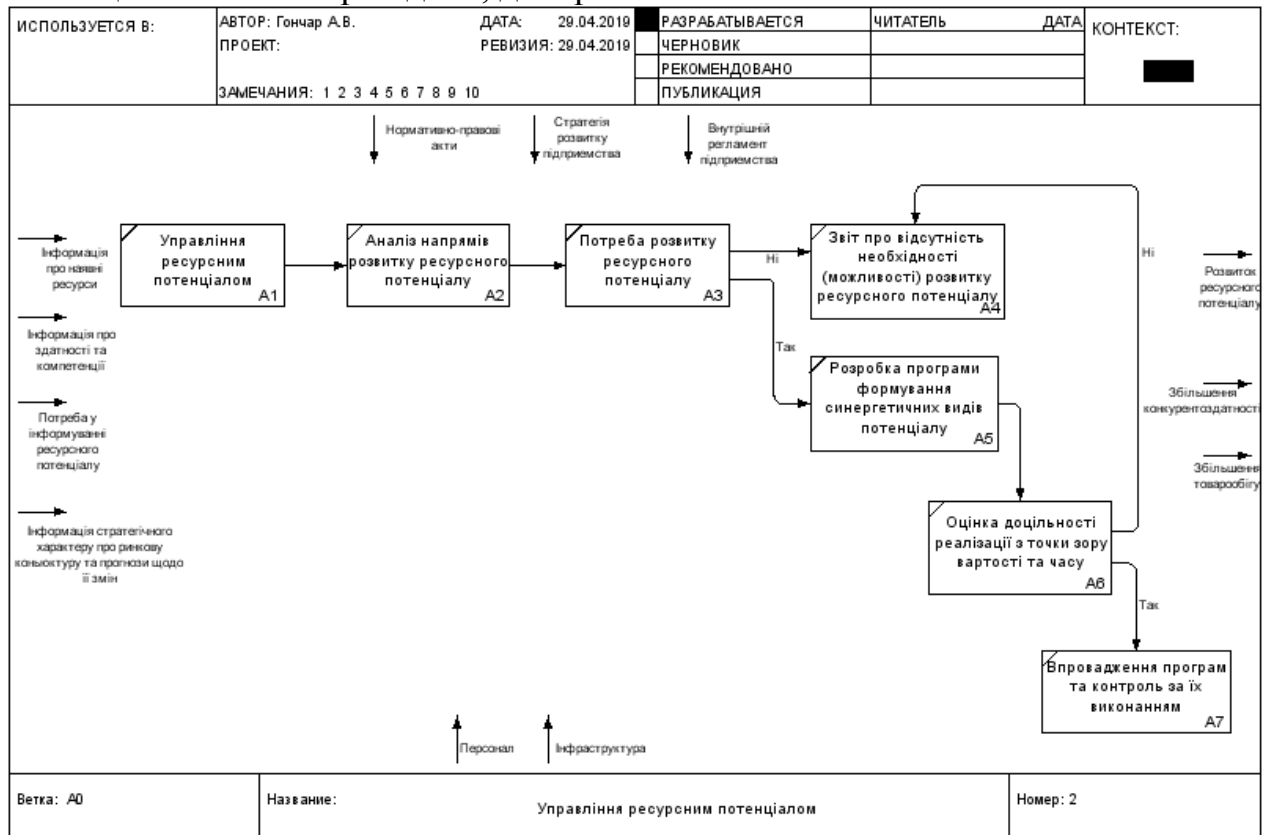 ИСПОЛЬЗУЕТСЯ В:
АВТОР: Гончар А.В.
ДАТА: 29.04.2019
ПРОЕКТ:
РЕВИЗИЯ: 29.04.2019
ЗАМЕЧАНИЯ: 1 2 3 4 5 6 7 8 9 10
РАЗРАБАТЫВАЕТСЯ
ЧЕРНОВИК
РЕКОМЕНДОВАНО
ПУБЛИКАЦИЯ
ЧИТАТЕЛЬ
ДАТА
КОНТЕКСТ:
Нормативно-правові
акти
Стратегія
розвитку
підприємства
Внутрішній
регламент
підприємства
Інформація
про наявні
ресурси
Інформація про
здатності та
компетенції
Потреба у
інформуванні
ресурсного
потенціалу
Інформація стратегічного
характеру про ринкову
коньюктуру та прогнози щодо
її змін
Управління
ресурсним
потенціалом
A1
Аналіз напрямів
розвитку ресурсного
потенціалу
A2
Потреба розвитку
ресурсного
потенціалу
A3
Ні
Так
Звіт про відсутність
необхідності
(можливості) розвитку
ресурсного потенціалу
A4
Розробка програми
формування
синергетичних видів
потенціалу
A5
Оцінка доцільності
реалізації з точки зору
вартості та часу
A6
Ні
Так
Впровадження програм
та контроль за їх
виконанням
A7
Розвиток
ресурсного
потенціалу
Збільшення
конкурентоздатності
Збільшення
товарообігу
Персонал
Інфраструктура
Ветка: A0
Название:
Управління ресурсним потенціалом
Номер: 2